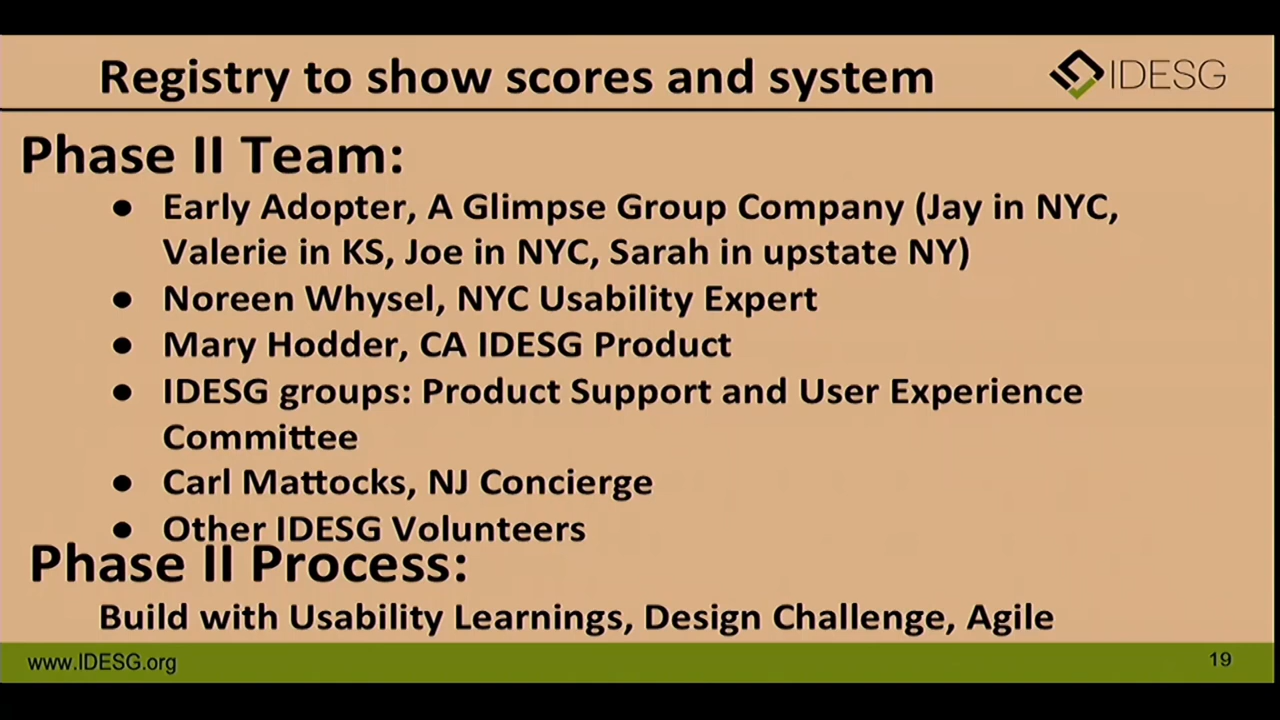 Registry to show scores and system
IDESG
Phase II Team:
● Early Adopter, A Glimpse Group Company (Jay in NYC,
Valerie in KS, Joe in NYC, Sarah in upstate NY)
● Noreen Whysel, NYC Usability Expert
● Mary Hodder, CA IDESG Product
● IDESG groups: Product Support and User Experience
Committee
● Carl Mattocks, NJ Concierge
● Other IDESG Volunteers
Phase II Process:
Build with Usability Learnings, Design Challenge, Agile
www.IDESG.org
19